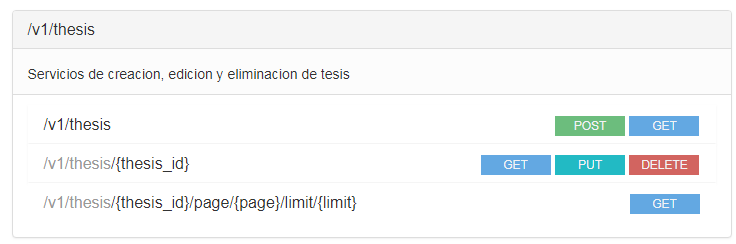 /v1/thesis
Servicios de creacion, edicion y eliminacion de tesis
/v1/thesis POST GET
/v1/thesis/{thesis_id} GET PUT DELETE
/v1/thesis/{thesis_id}/page/{page}/limit/{limit} GET